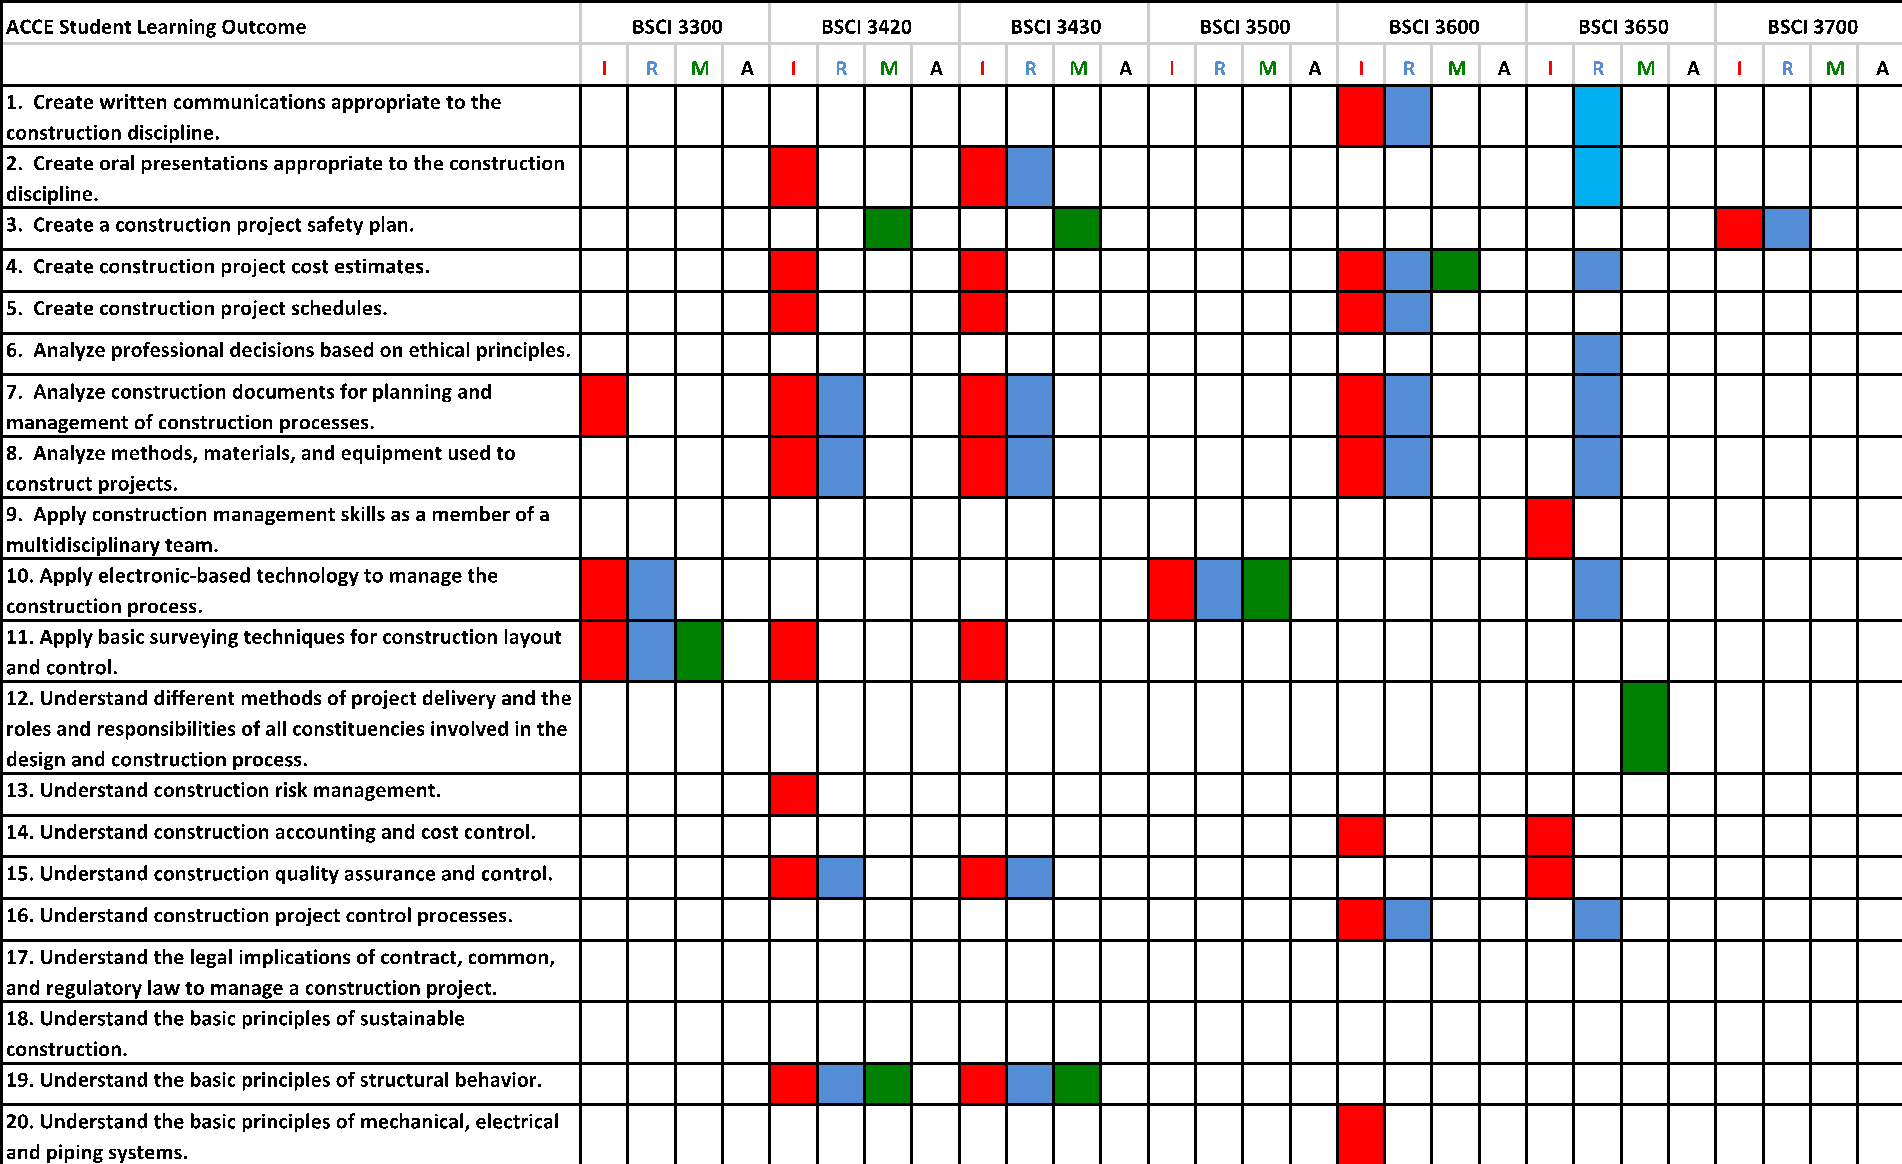 ACCE Student Learning Outcome BSCI 3300 BSCI 3420 BSCI 3430 BSCI 3500 BSCI 3600 BSCI 3650 BSCI 3700
I R M A I R M A I R M A I R M A I R M A I R M A I R M A
1. Create written communications appropriate to the
construction discipline.
2. Create oral presentations appropriate to the construction
discipline.
3. Create a construction project safety plan.
4. Create construction project cost estimates.
5. Create construction project schedules.
6. Analyze professional decisions based on ethical principles.
7. Analyze construction documents for planning and
management of construction processes.
8. Analyze methods, materials, and equipment used to
construct projects.
9. Apply construction management skills as a member of a
multidisciplinary team.
10. Apply electronic-based technology to manage the
construction process.
11. Apply basic surveying techniques for construction layout
and control.
12. Understand different methods of project delivery and the
roles and responsibilities of all constituencies involved in the
design and construction process.
13. Understand construction risk management.
14. Understand construction accounting and cost control.
15. Understand construction quality assurance and control.
16. Understand construction project control processes.
17. Understand the legal implications of contract, common,
and regulatory law to manage a construction project.
18. Understand the basic principles of sustainable
construction.
19. Understand the basic principles of structural behavior.
20. Understand the basic principles of mechanical, electrical
and piping systems.